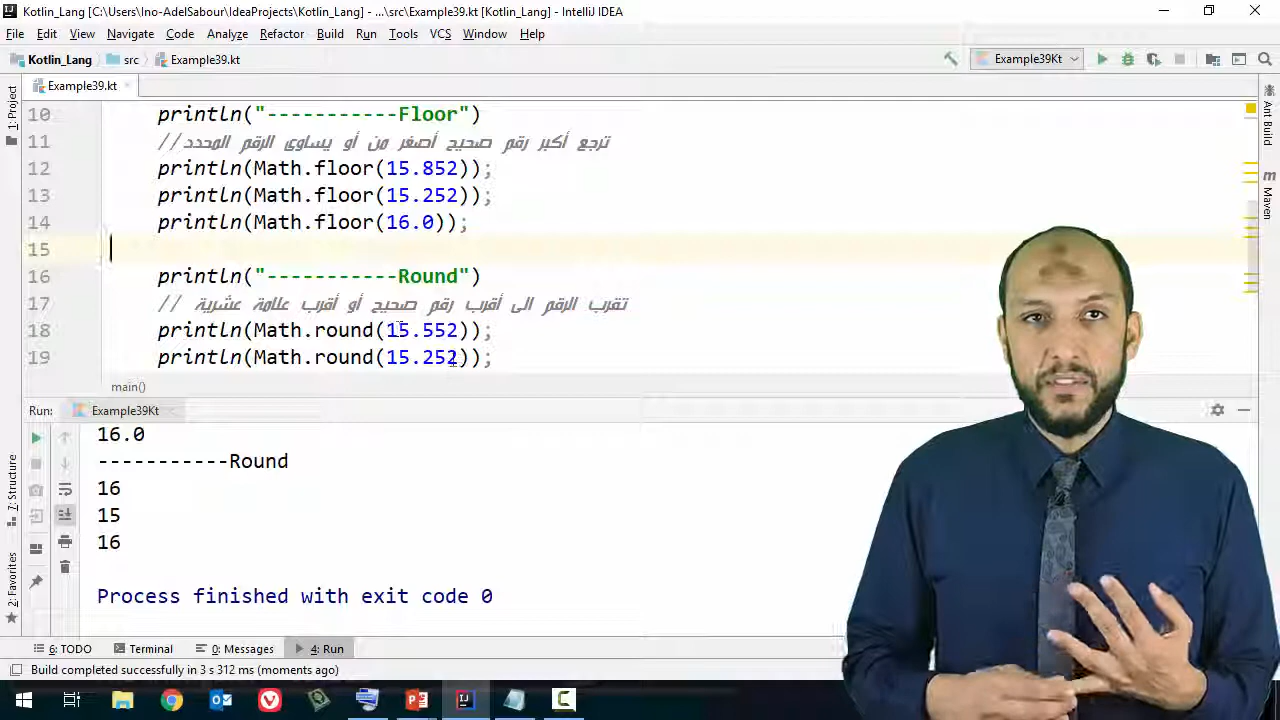 Kotlin_Lang [C:\Users\Ino-AdelSabour\IdeaProjects\Kotlin_Lang] - ...\src\Example39.kt [Kotlin_Lang] - IntelliJ IDEA
File Edit View Navigate Code Analyze Refactor Build Run Tools VCS Window Help
Kotlin_Lang src Example39.kt Example39Kt
1: Project
Example39.kt
Ant Build
Maven
10 println("-----------Floor")
11 //ترجع أكبر رقم صحيح أصغر من أو يساوى الرقم المحدد
12 println(Math.floor(15.852));
13 println(Math.floor(15.252));
14 println(Math.floor(16.0));
15
16 println("-----------Round")
17 // تقرب الرقم الى أقرب رقم صحيح أو أقرب علامة عشرية
18 println(Math.round(15.552));
19 println(Math.round(15.252));
main()
Run: Example39Kt
16.0
-----------Round
16
15
16
Process finished with exit code 0
7: Structure
2: Favorites
6: TODO Terminal 0: Messages 4: Run
Build completed successfully in 3 s 312 ms (moments ago)